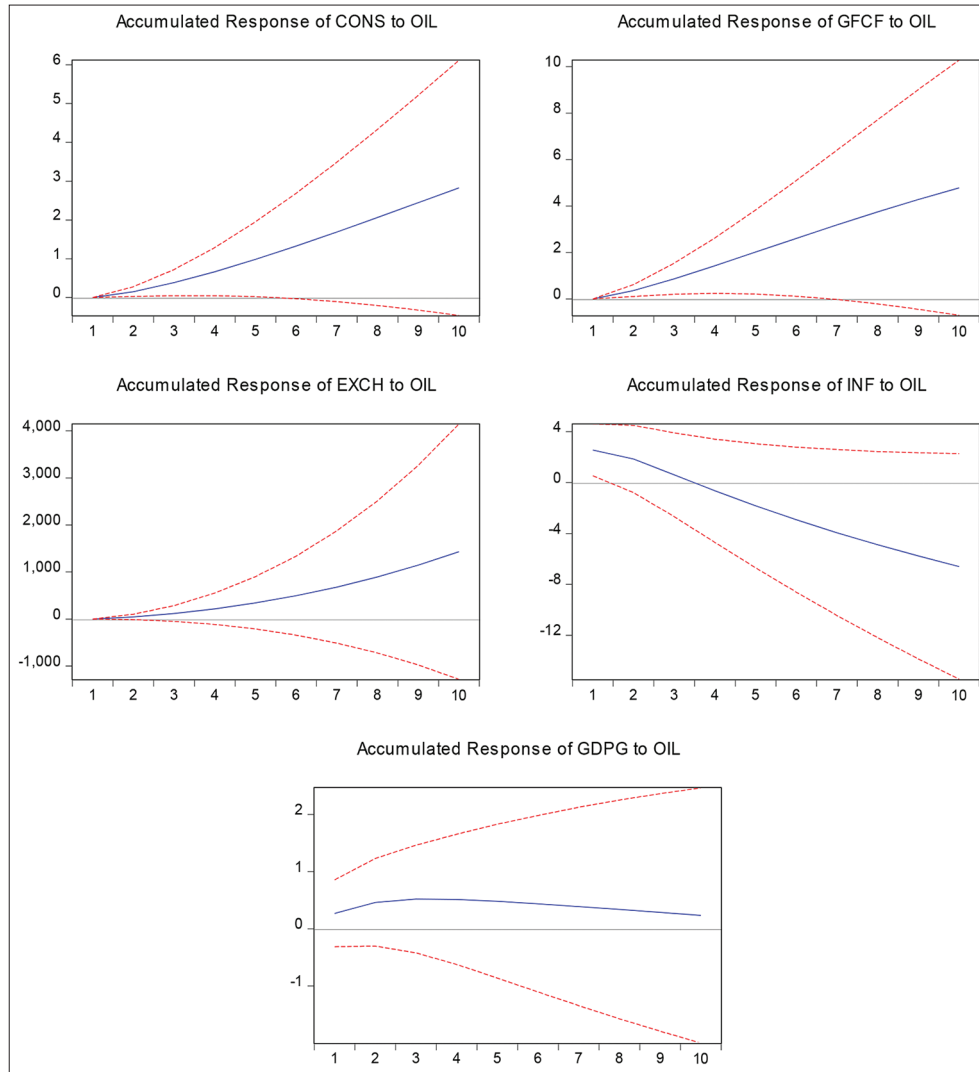 Accumulated Response of CONS to OIL
6
5
4
3
2
1
0
1 2 3 4 5 6 7 8 9 10
Accumulated Response of GFCF to OIL
10
8
6
4
2
0
1 2 3 4 5 6 7 8 9 10
Accumulated Response of EXCH to OIL
4,000
3,000
2,000
1,000
0
-1,000
1 2 3 4 5 6 7 8 9 10
Accumulated Response of INF to OIL
4
0
-4
-8
-12
1 2 3 4 5 6 7 8 9 10
Accumulated Response of GDPG to OIL
2
1
0
-1
1 2 3 4 5 6 7 8 9 10